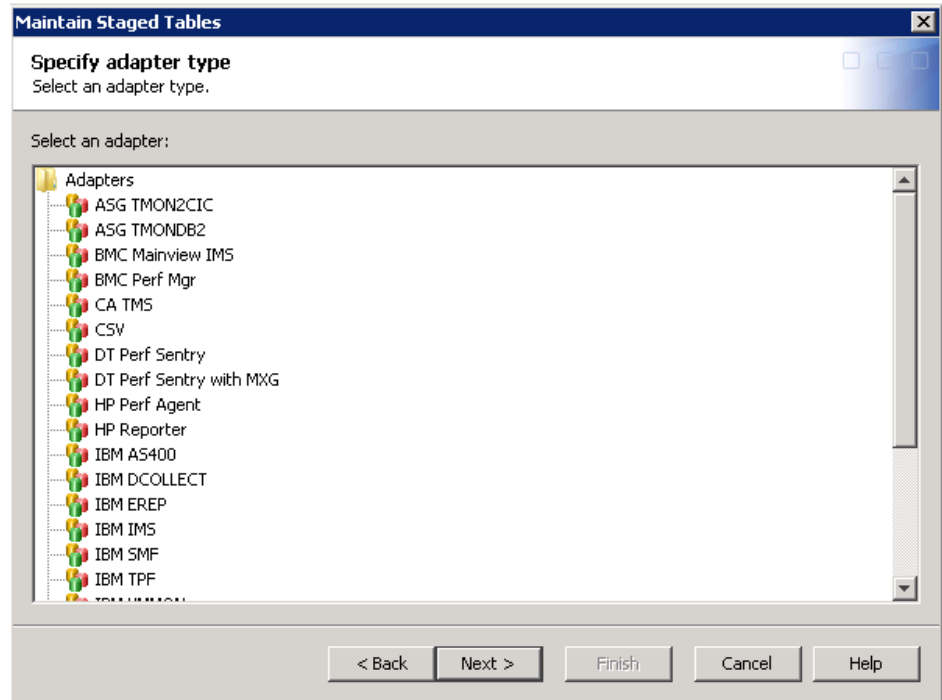 Maintain Staged Tables
Specify adapter type
Select an adapter type.
Select an adapter:
Adapters
ASG TMON2CIC
ASG TMONDB2
BMC Mainview IMS
BMC Perf Mgr
CA TMS
CSV
DT Perf Sentry
DT Perf Sentry with MXG
HP Perf Agent
HP Reporter
IBM AS400
IBM DCOLLECT
IBM EREP
IBM IMS
IBM SMF
IBM TPF
< Back Next > Finish Cancel Help